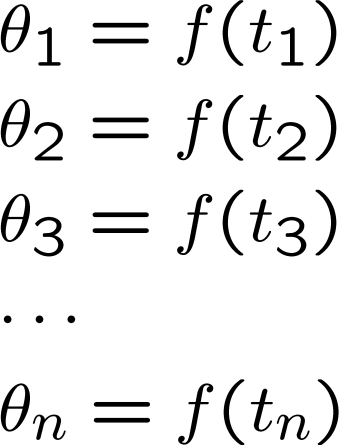 θ₁ = f(t₁)
θ₂ = f(t₂)
θ₃ = f(t₃)
...
θₙ = f(tₙ)